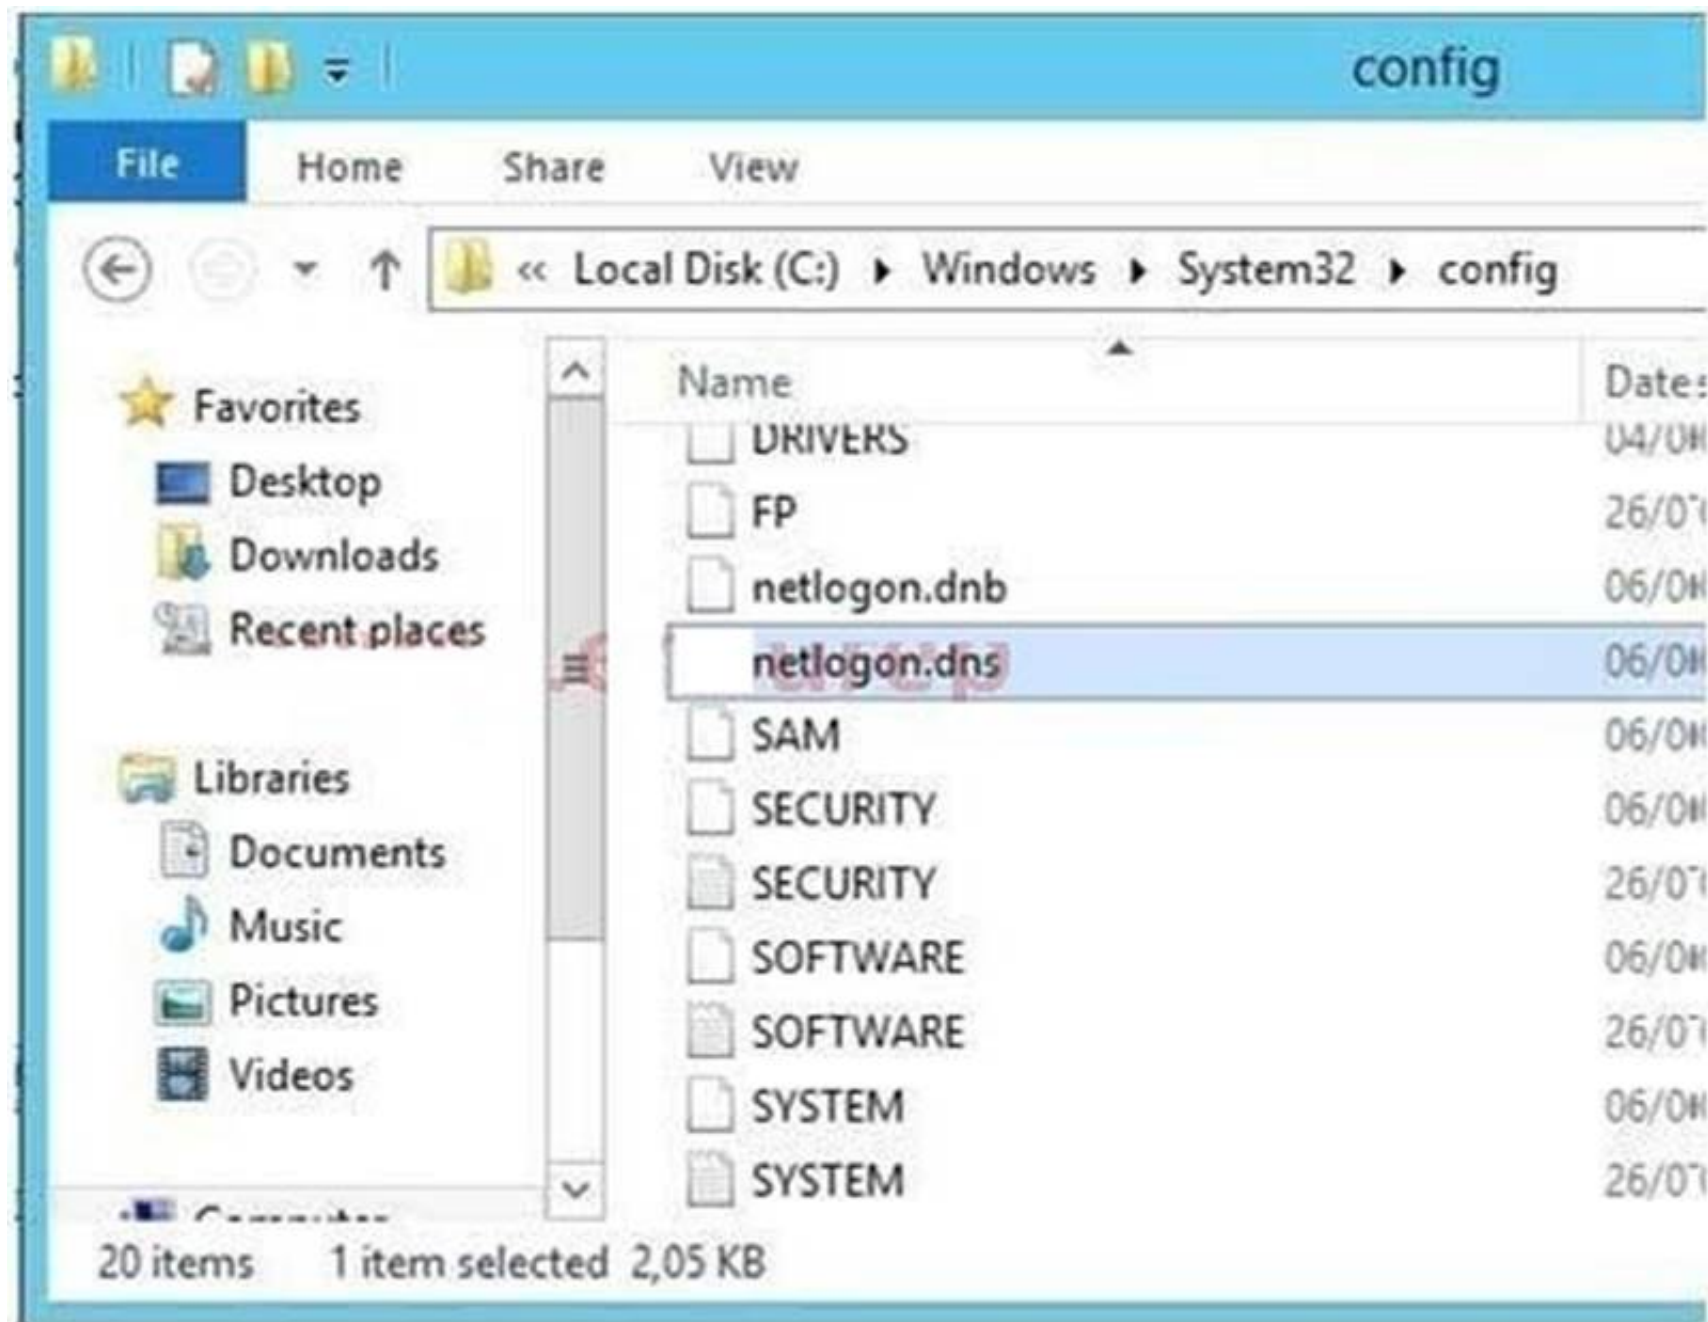 config
File Home Share View
« Local Disk (C:) Windows System32 config
Favorites
Desktop
Downloads
Recent places
Libraries
Documents
Music
Pictures
Videos
Name
DRIVERS
FP
netlogon.dnb
netlogon.dns
SAM
SECURITY
SECURITY
SOFTWARE
SOFTWARE
SYSTEM
SYSTEM
20 items 1 item selected 2,05 KB